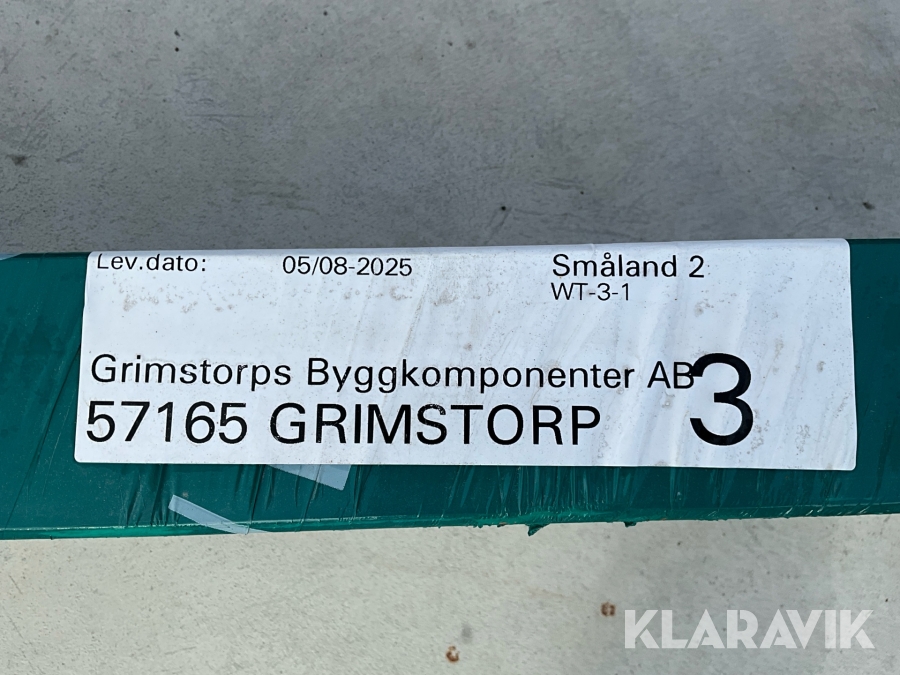 Lev.dato: 05/08-2025 Småland 2
WT-3-1
Grimstorps Byggkomponenter AB 3
57165 GRIMSTORP
KLARAVIK